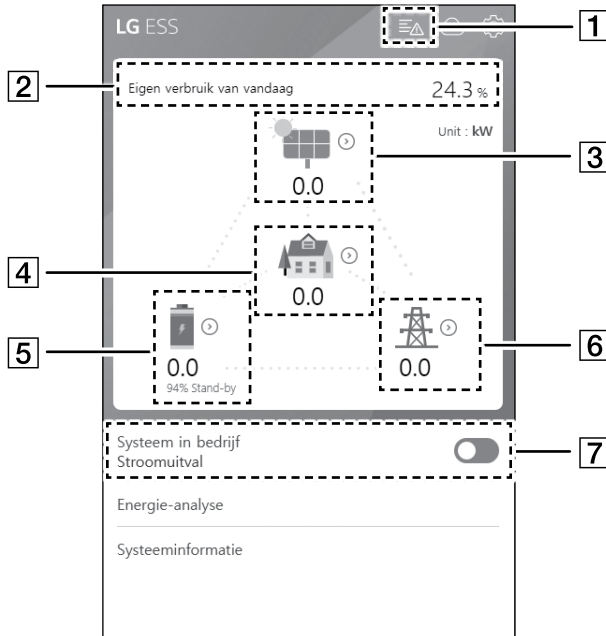 LG ESS
1
2
Eigen verbruik van vandaag 24.3 %
Unit : kW
3
0.0
4
0.0
5
0.0
94% Stand-by
6
0.0
Systeem in bedrijf
Stroomuitval
7
Energie-analyse
Systeeminformatie